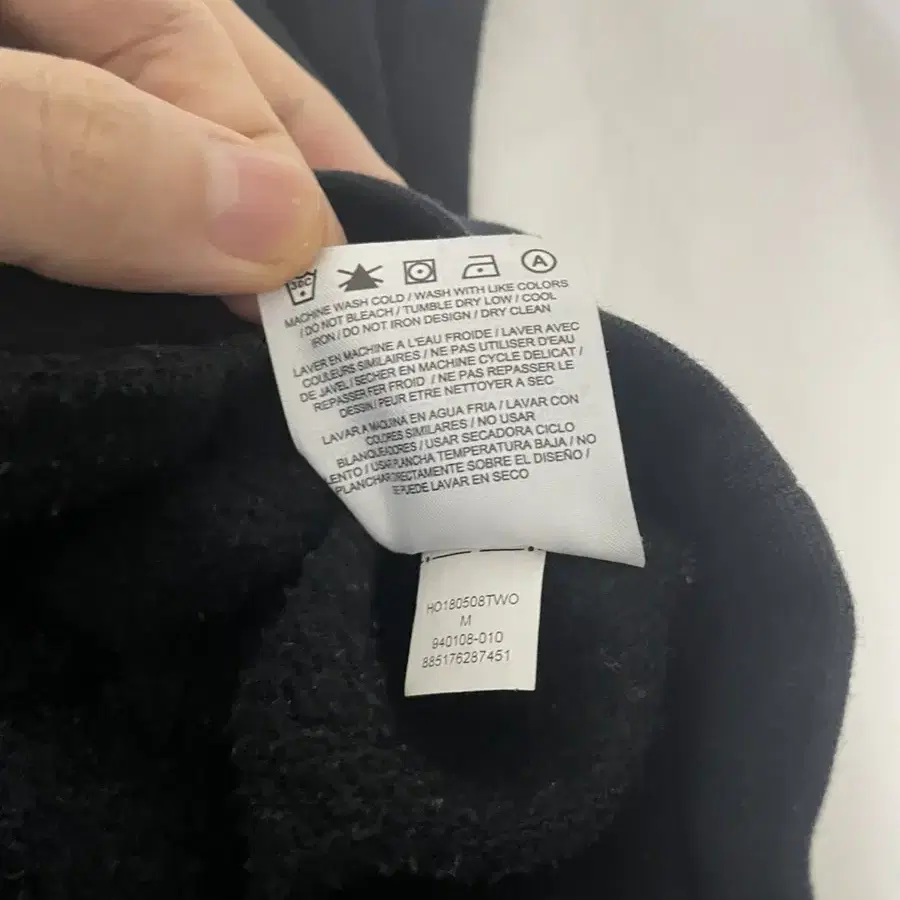 30C
A
MACHINE WASH COLD / WASH WITH LIKE COLORS
/ DO NOT BLEACH / TUMBLE DRY LOW / COOL
IRON / DO NOT IRON DESIGN / DRY CLEAN
LAVER EN MACHINE A L'EAU FROIDE / LAVER AVEC
COULEURS SIMILAIRES / NE PAS UTILISER D'EAU
DE JAVEL / SECHER EN MACHINE CYCLE DELICAT /
REPASSER FER FROID / NE PAS REPASSER LE
DESSIN / PEUR ETRE NETTOYER A SEC
LAVAR A MAQUINA EN AGUA FRIA / LAVAR CON
COLORES SIMILARES / NO USAR
BLANQUEADORES / USAR SECADORA CICLO
LENTO / USAR PLANCHA TEMPERATURA BAJA / NO
PLANCHAR DIRECTAMENTE SOBRE EL DISEÑO /
SE PUEDE LAVAR EN SECO
HO180508TWO
M
940108-010
885176287451